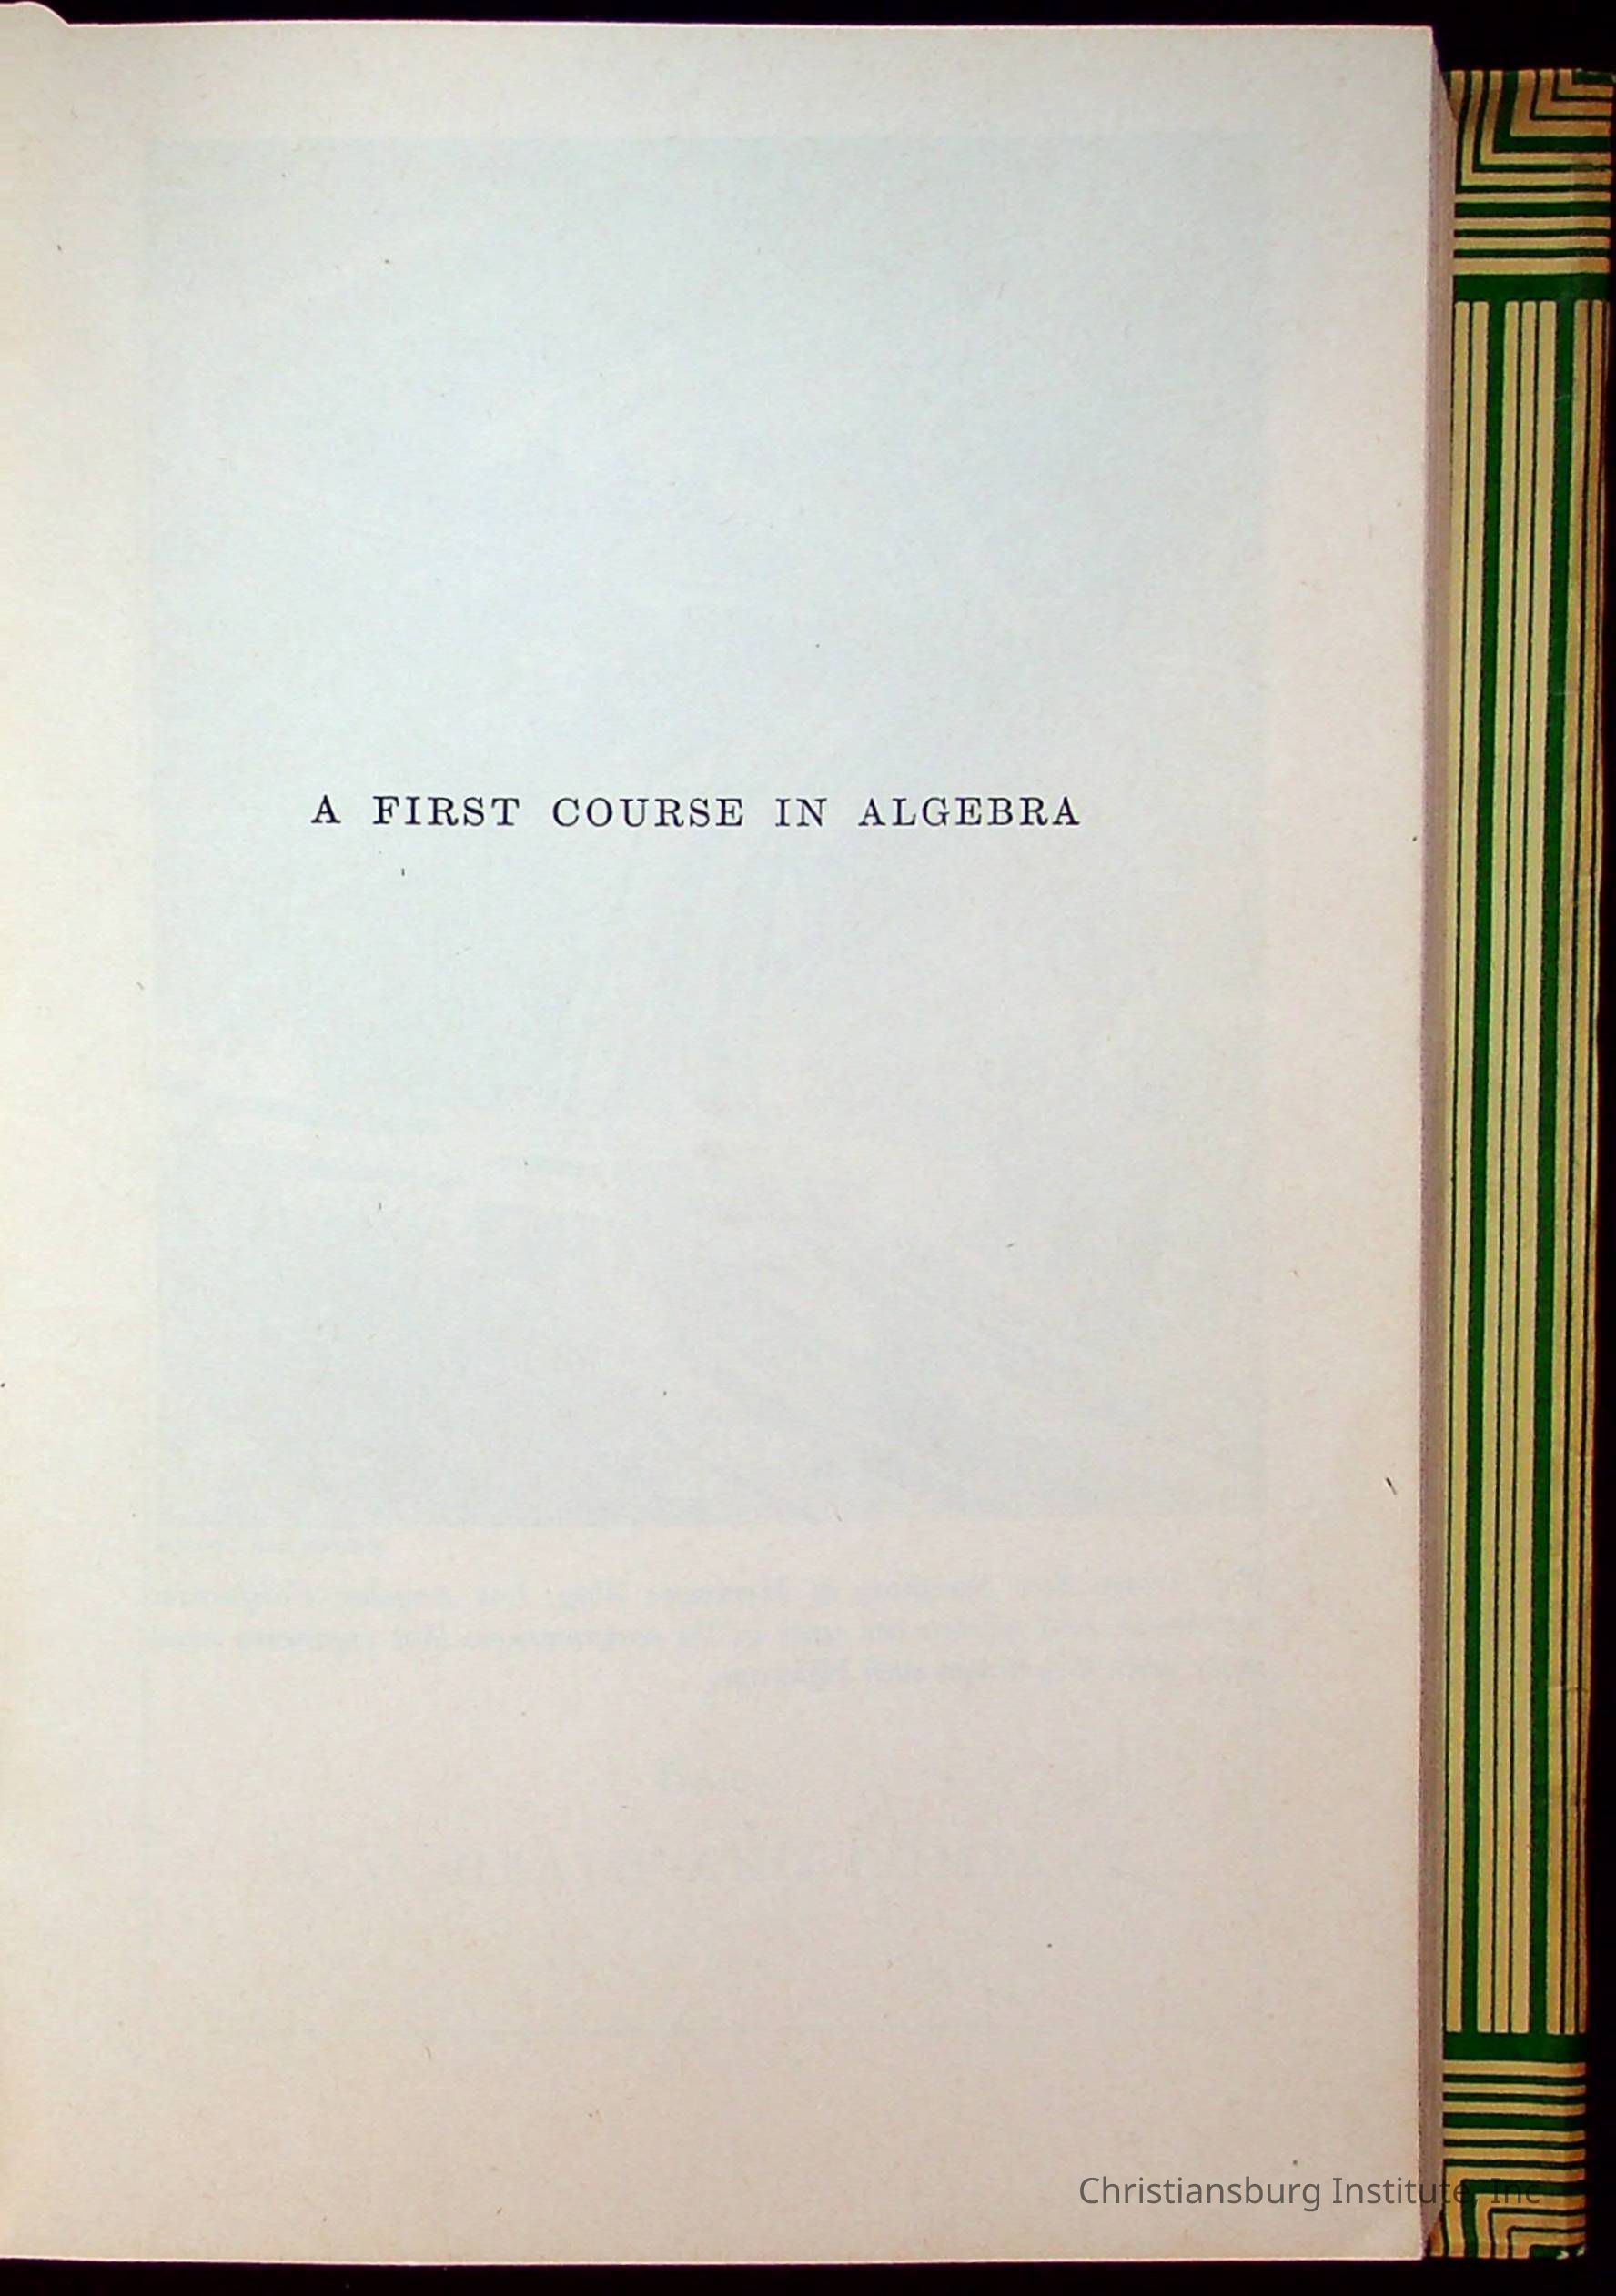 A FIRST COURSE IN ALGEBRA
Christiansburg Institute, Inc